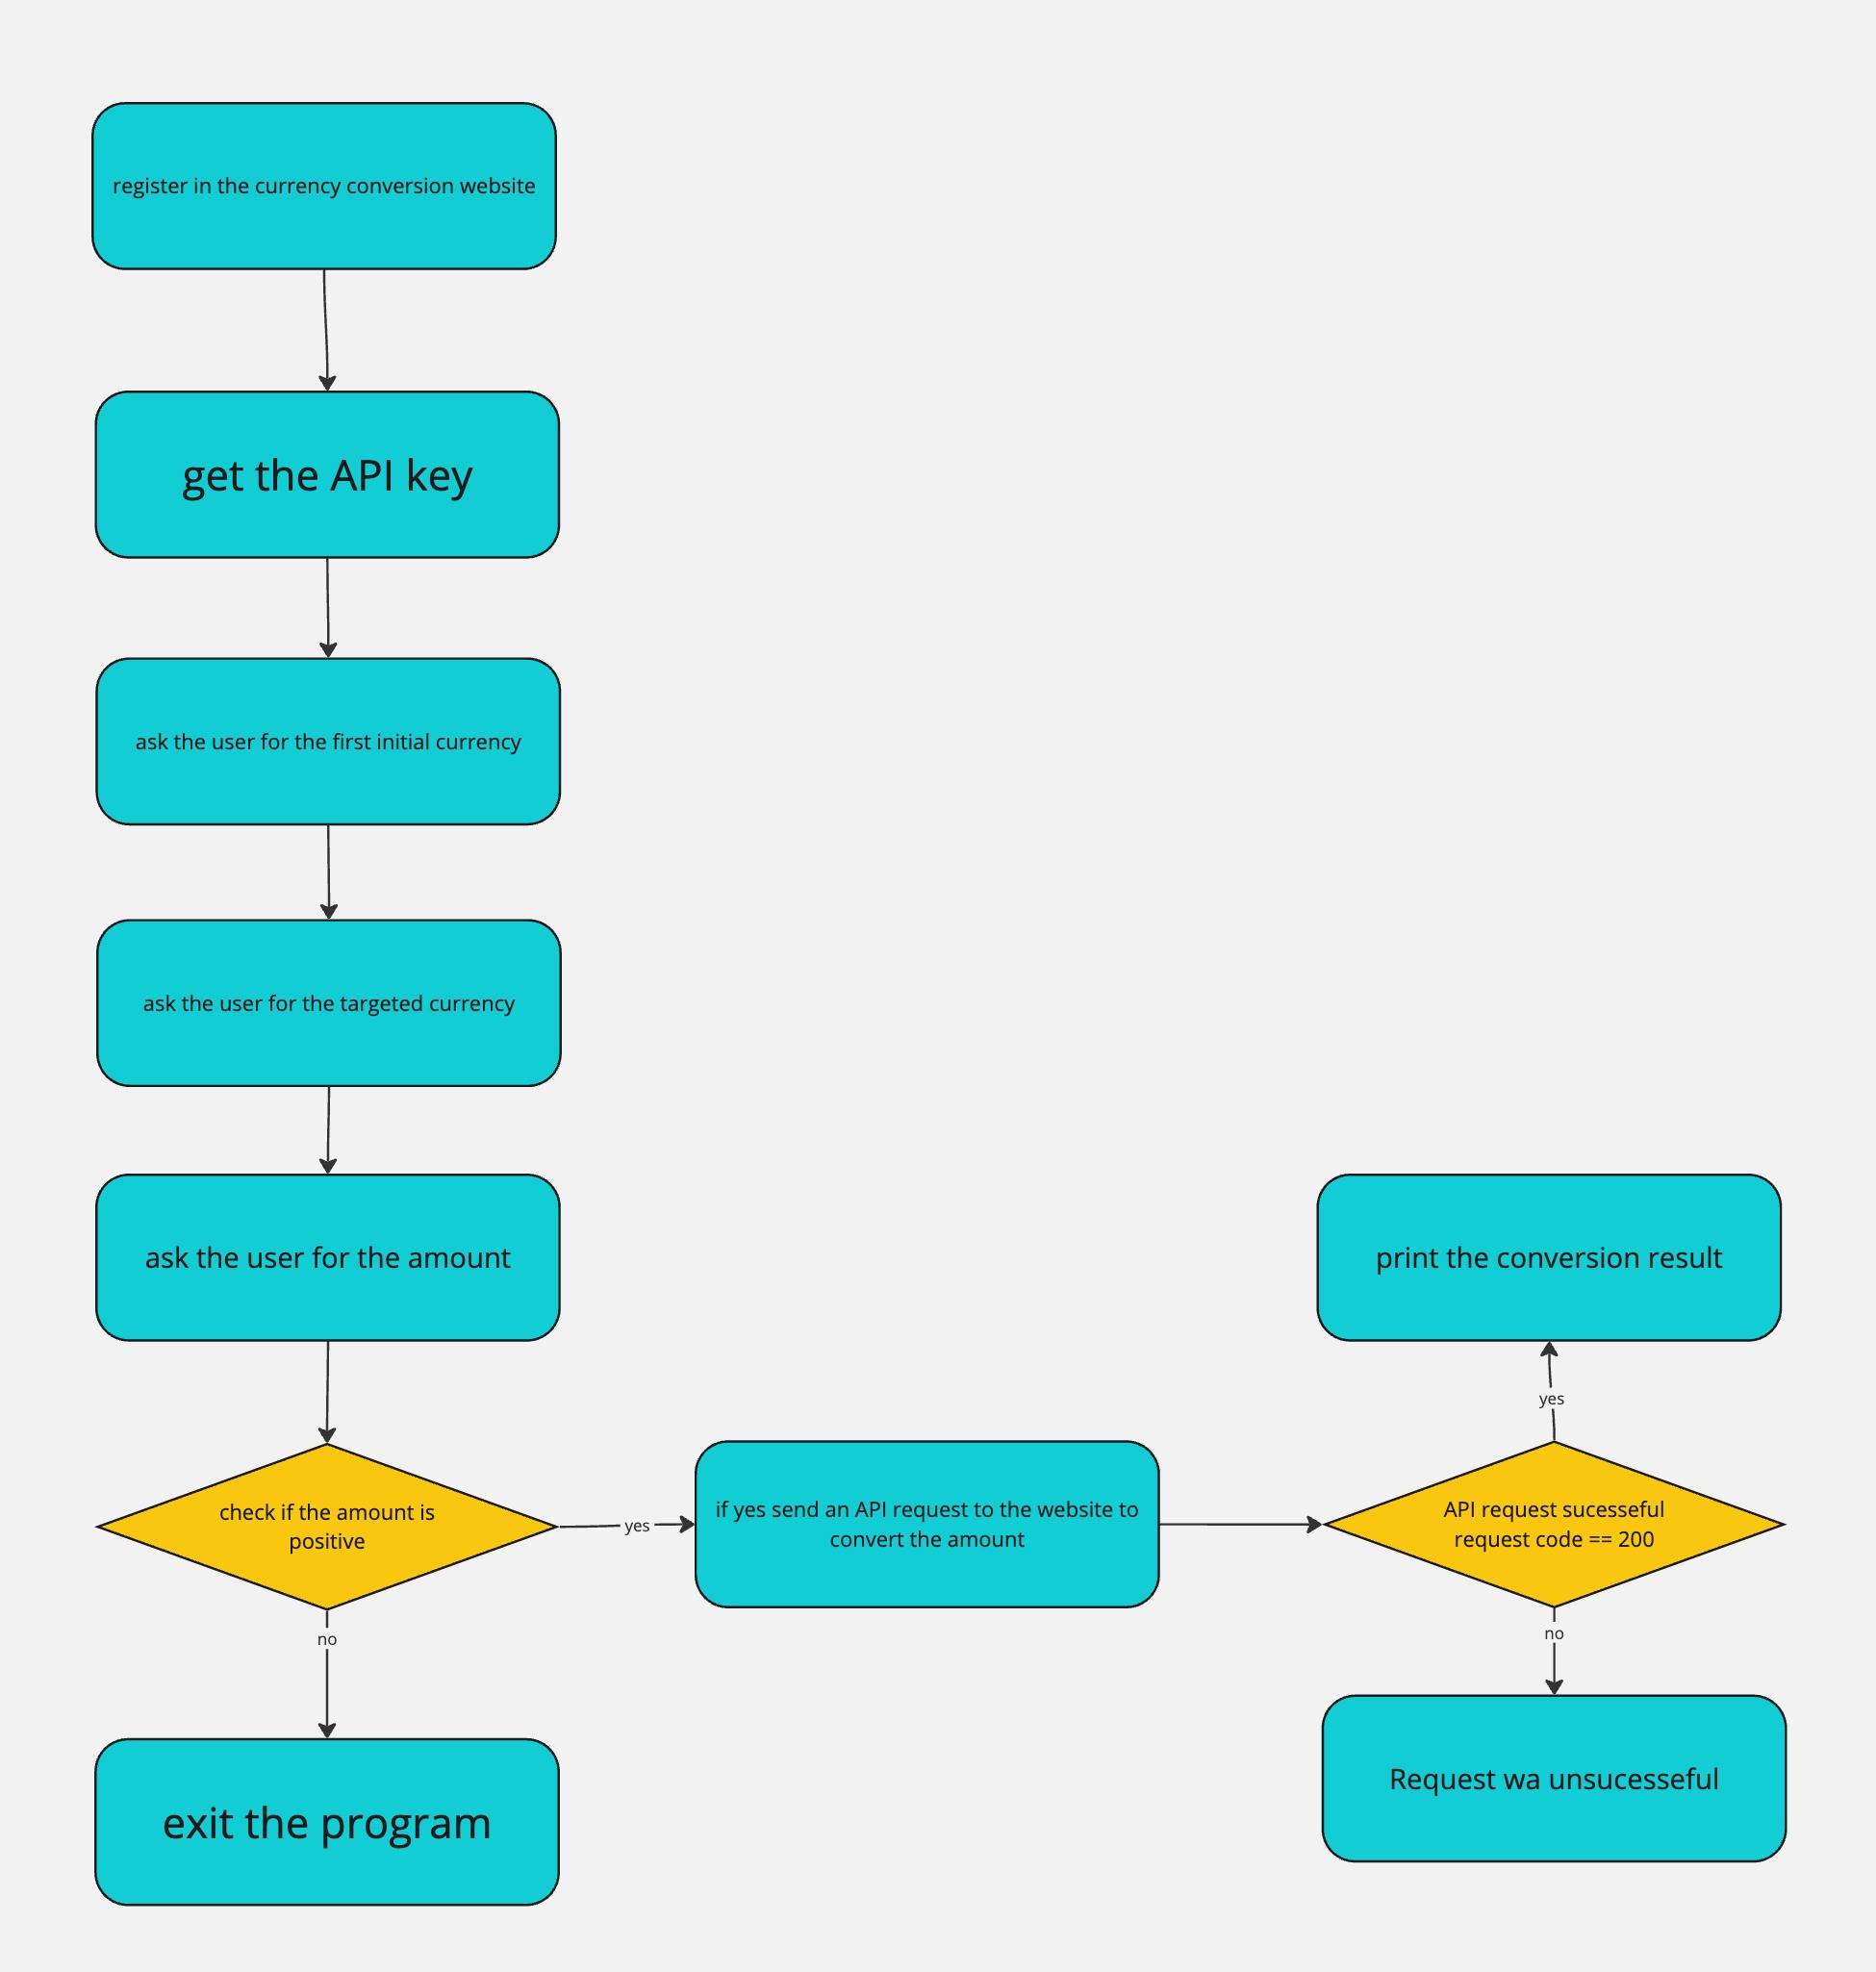 register in the currency conversion website
get the API key
ask the user for the first initial currency
ask the user for the targeted currency
ask the user for the amount
check if the amount is
positive
yes
if yes send an API request to the website to
convert the amount
API request sucesseful
request code == 200
yes
print the conversion result
no
Request wa unsucesseful
no
exit the program